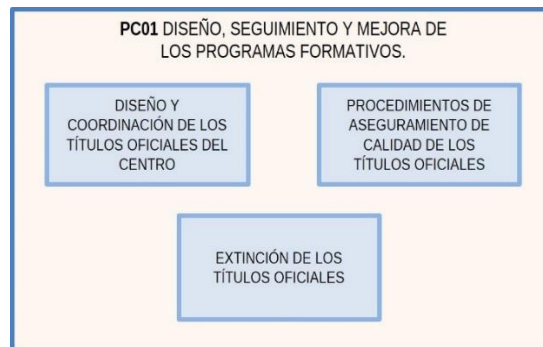 PC01 DISEÑO, SEGUIMIENTO Y MEJORA DE
LOS PROGRAMAS FORMATIVOS.
DISEÑO Y
COORDINACIÓN DE LOS
TÍTULOS OFICIALES DEL
CENTRO
PROCEDIMIENTOS DE
ASEGURAMIENTO DE
CALIDAD DE LOS
TÍTULOS OFICIALES
EXTINCIÓN DE LOS
TÍTULOS OFICIALES